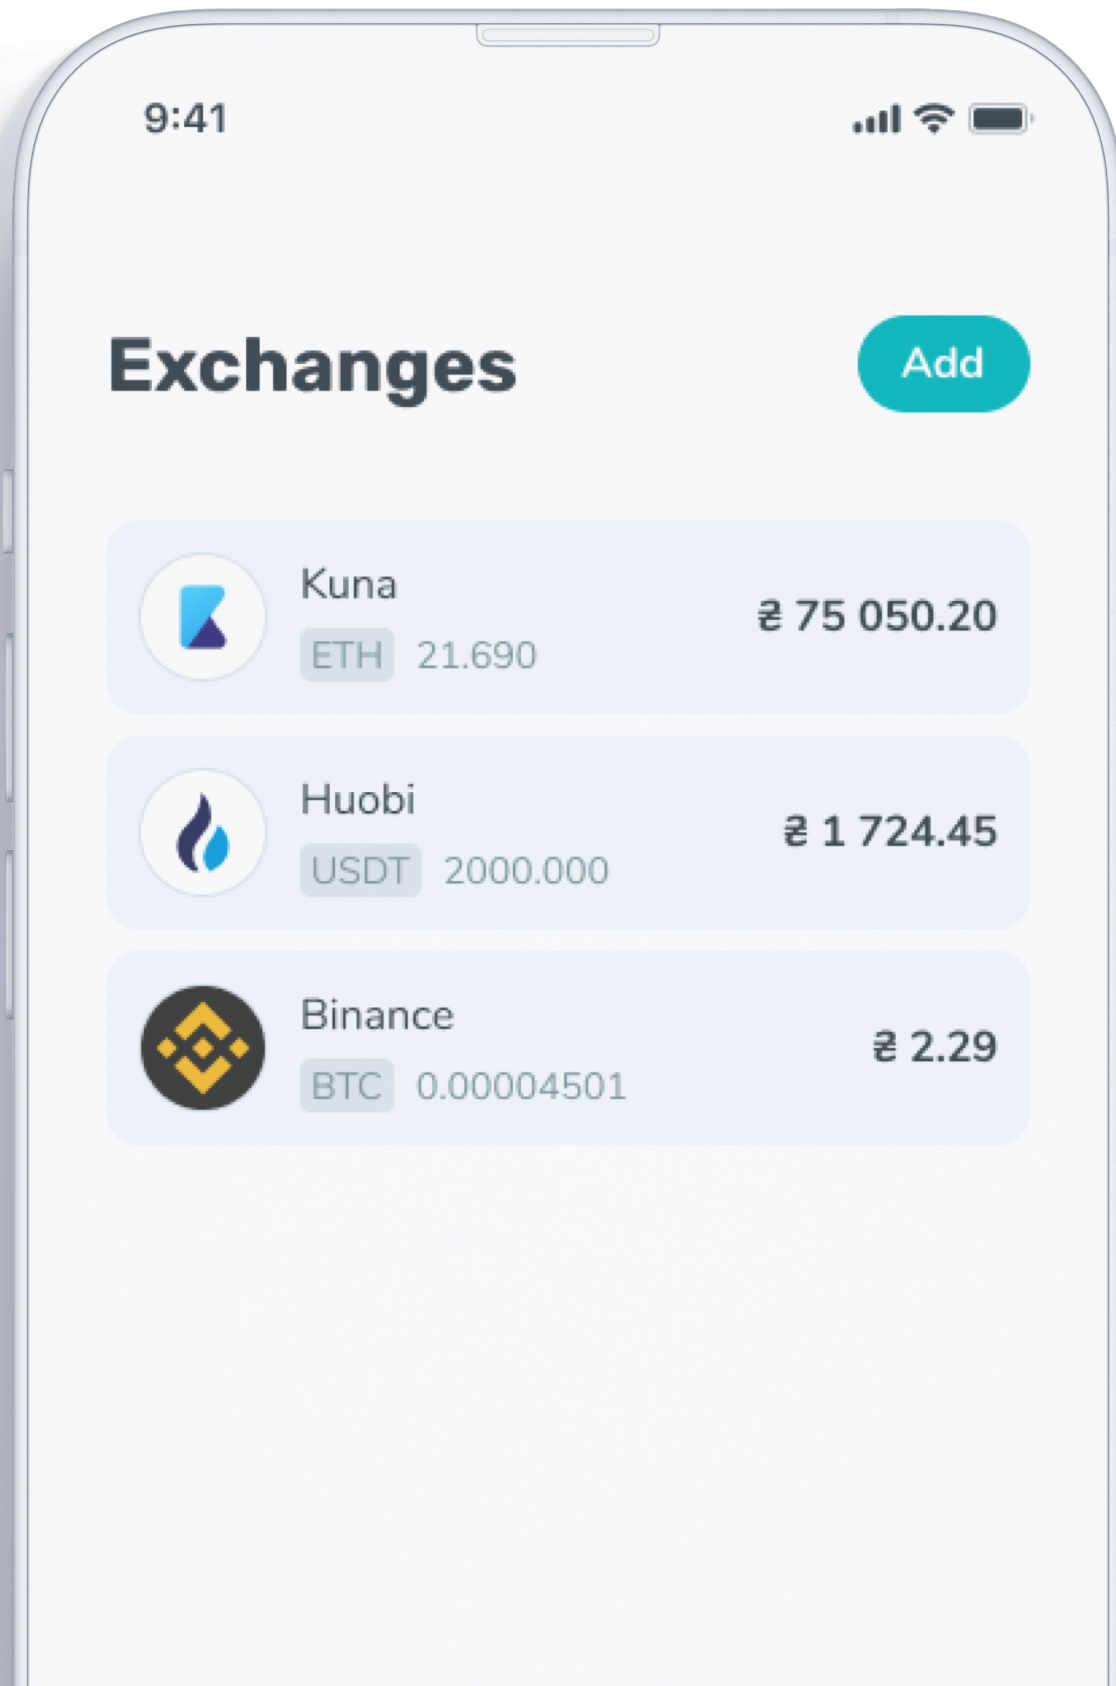 9:41
Exchanges
Add
Kuna
ETH 21.690
₴ 75 050.20
Huobi
USDT 2000.000
₴ 1 724.45
Binance
BTC 0.00004501
₴ 2.29